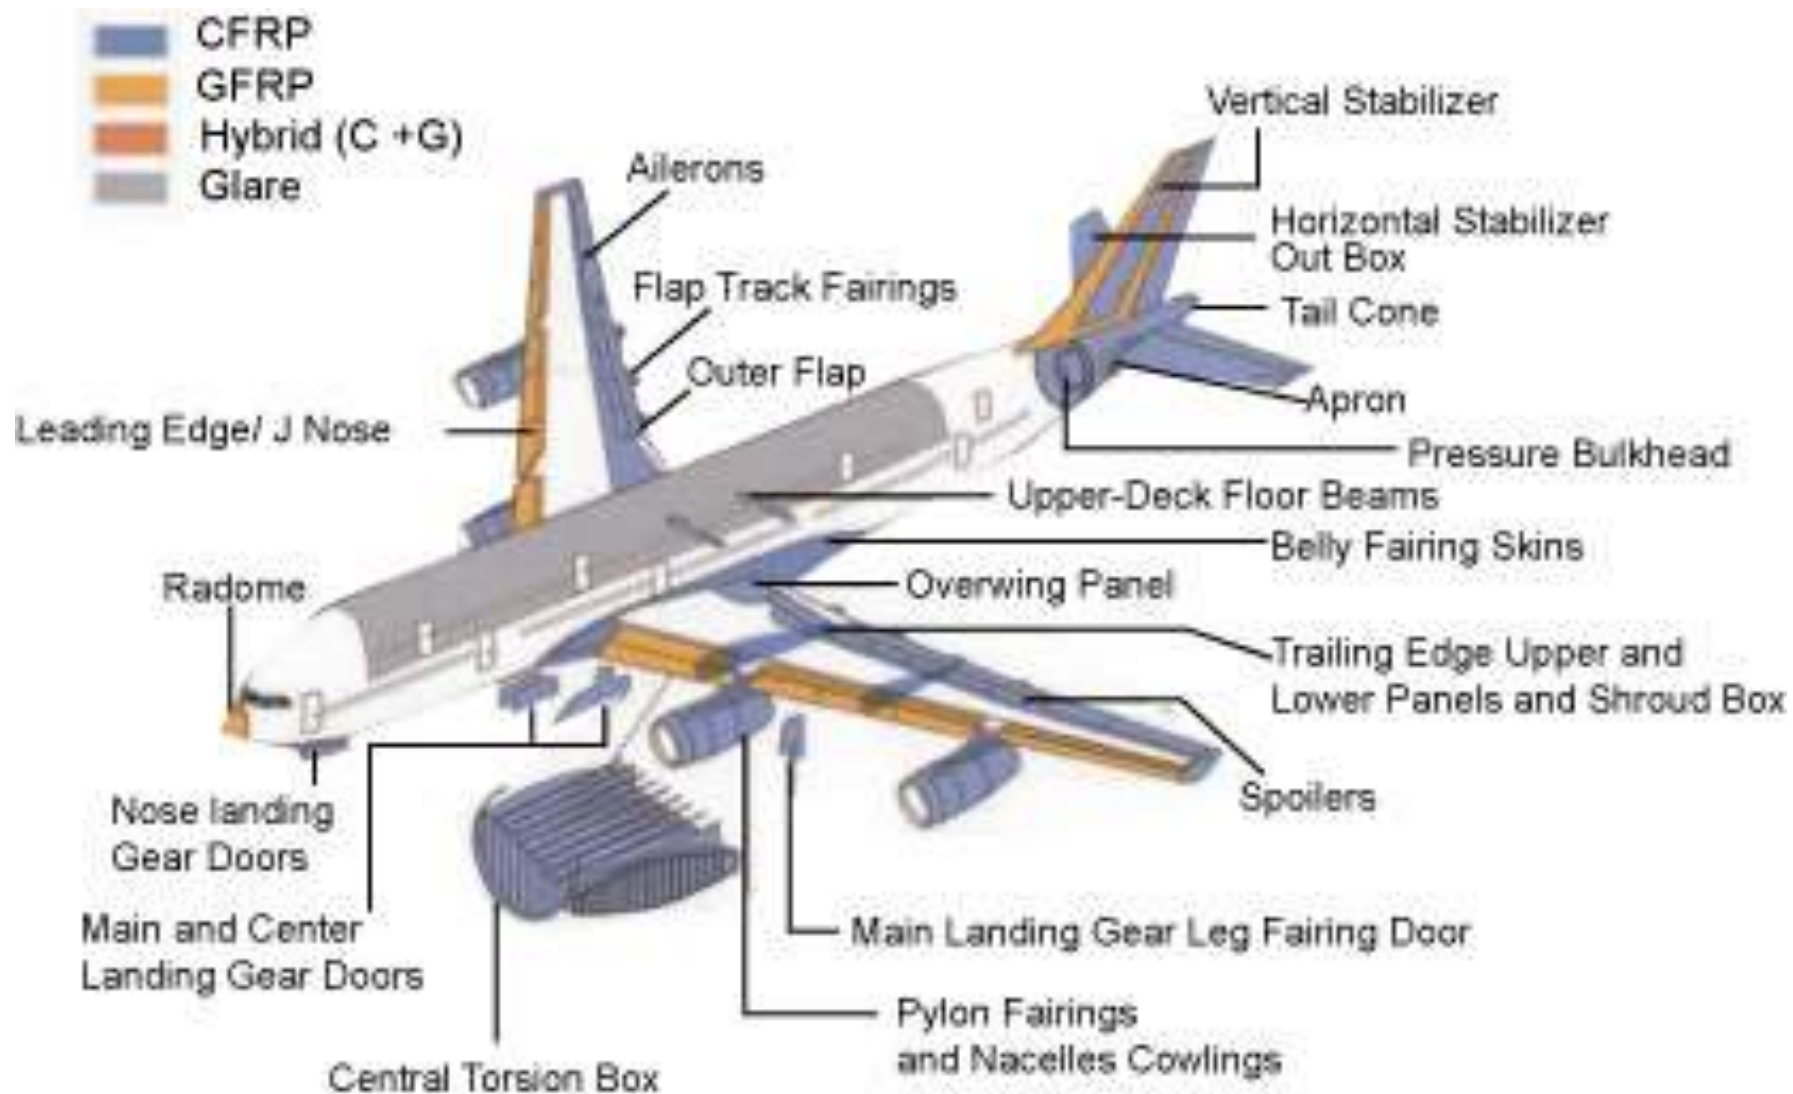 CFRP
GFRP
Hybrid (C +G)
Glare
Vertical Stabilizer
Ailerons
Horizontal Stabilizer
Out Box
Flap Track Fairings
Tail Cone
Outer Flap
Apron
Leading Edge/ J Nose
Pressure Bulkhead
Upper-Deck Floor Beams
Belly Fairing Skins
Radome
Overwing Panel
Trailing Edge Upper and
Lower Panels and Shroud Box
Spoilers
Nose landing
Gear Doors
Main and Center
Landing Gear Doors
Main Landing Gear Leg Fairing Door
Pylon Fairings
and Nacelles Cowlings
Central Torsion Box